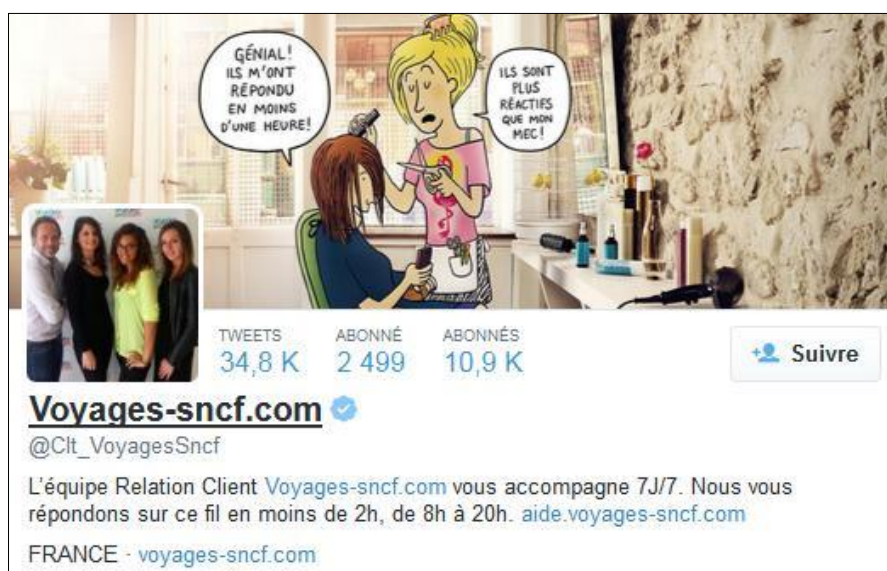 GÉNIAL!
ILS M'ONT
RÉPONDU
EN MOINS
D'UNE HEURE!
ILS SONT
PLUS
RÉACTIFS
QUE MON
MEC!
TWEETS
34,8 K
ABONNÉ
2 499
ABONNÉS
10,9 K
Suivre
Voyages-sncf.com
@Clt_VoyagesSncf
L'équipe Relation Client Voyages-sncf.com vous accompagne 7J/7. Nous vous
répondons sur ce fil en moins de 2h, de 8h à 20h. aide.voyages-sncf.com
FRANCE · voyages-sncf.com